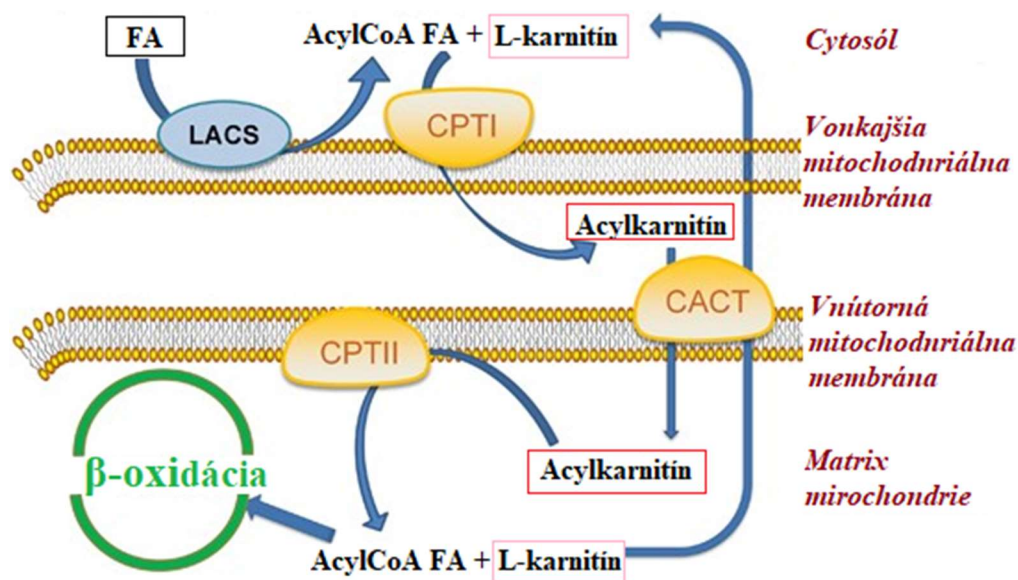 FA
AcylCoA FA + L-karnitín
Cytosól
LACS
CPTI
Vonkajšia
mitochodnriálna
membrána
Acylkarnitín
CACT
CPTII
Vnútorná
mitochodnriálna
membrána
β-oxidácia
Acylkarnitín
Matrix
mirochondrie
AcylCoA FA + L-karnitín